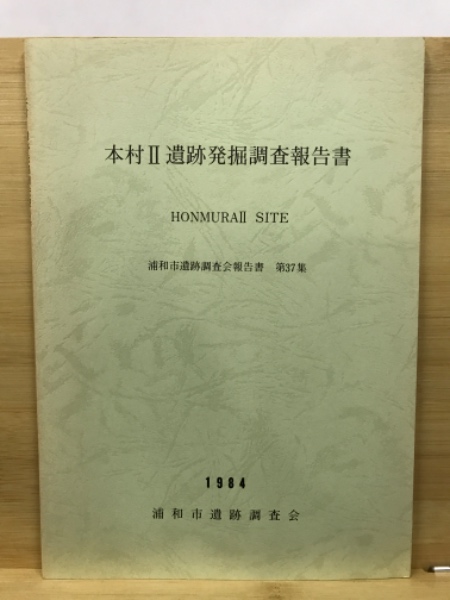 本村Ⅱ遺跡発掘調査報告書
HONMURAⅡ SITE
浦和市遺跡調査会報告書 第37集
1984
浦和市遺跡調査会